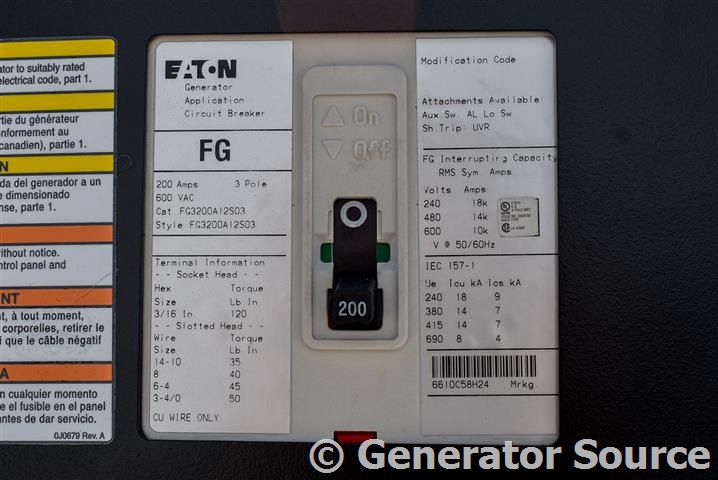 ator to suitably rated
electrical code, part 1.
rtie du générateur
onformement au
canadien), partie 1.
N
da del generador a un
e dimensionado
nse, parte 1.
without notice.
ntrol panel and
ENT
t, à tout moment,
corporelles, retirer le
i que le câble négatif
A
n cualquier momento
e el fusible en el panel
antes de dar servicio.
0J0679 Rev. A
EATON
Generator
Application
Circuit Breaker
FG
200 Amps 3 Pole
600 VAC
Cat. FG3200A12S03
Style FG3200A12S03
Terminal Information
-- Socket Head --
Hex Torque
Size Lb In
3/16 In 120
-- Slotted Head --
Wire Torque
Size Lb In
14-10 35
8 40
6-4 45
3-4/0 50
CU WIRE ONLY
On
Off
200
Modification Code
Attachments Available:
Aux. Sw. AL Lo Sw
Sh. Trip: UVR
FG Interrupting Capacity
RMS Sym. Amps
Volts Amps
240 18k
480 14k
600 10k
V @ 50/60Hz
IEC 157-1
Ue Icu kA Ics kA
240 18 9
380 14 7
415 14 7
690 8 4
6610C58H24 Mrkg
© Generator Source